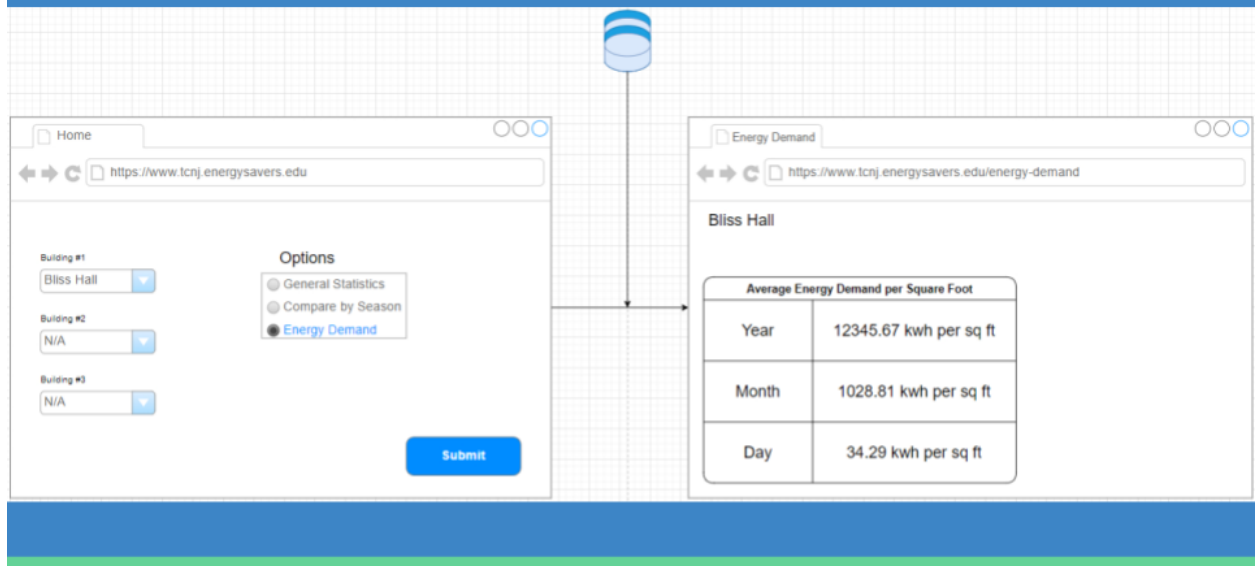 Home
https://www.tcnj.energysavers.edu
Building #1
Bliss Hall
Building #2
N/A
Building #3
N/A
Options
General Statistics
Compare by Season
Energy Demand
Submit
Energy Demand
https://www.tcnj.energysavers.edu/energy-demand
Bliss Hall
Average Energy Demand per Square Foot
Year 12345.67 kwh per sq ft
Month 1028.81 kwh per sq ft
Day 34.29 kwh per sq ft